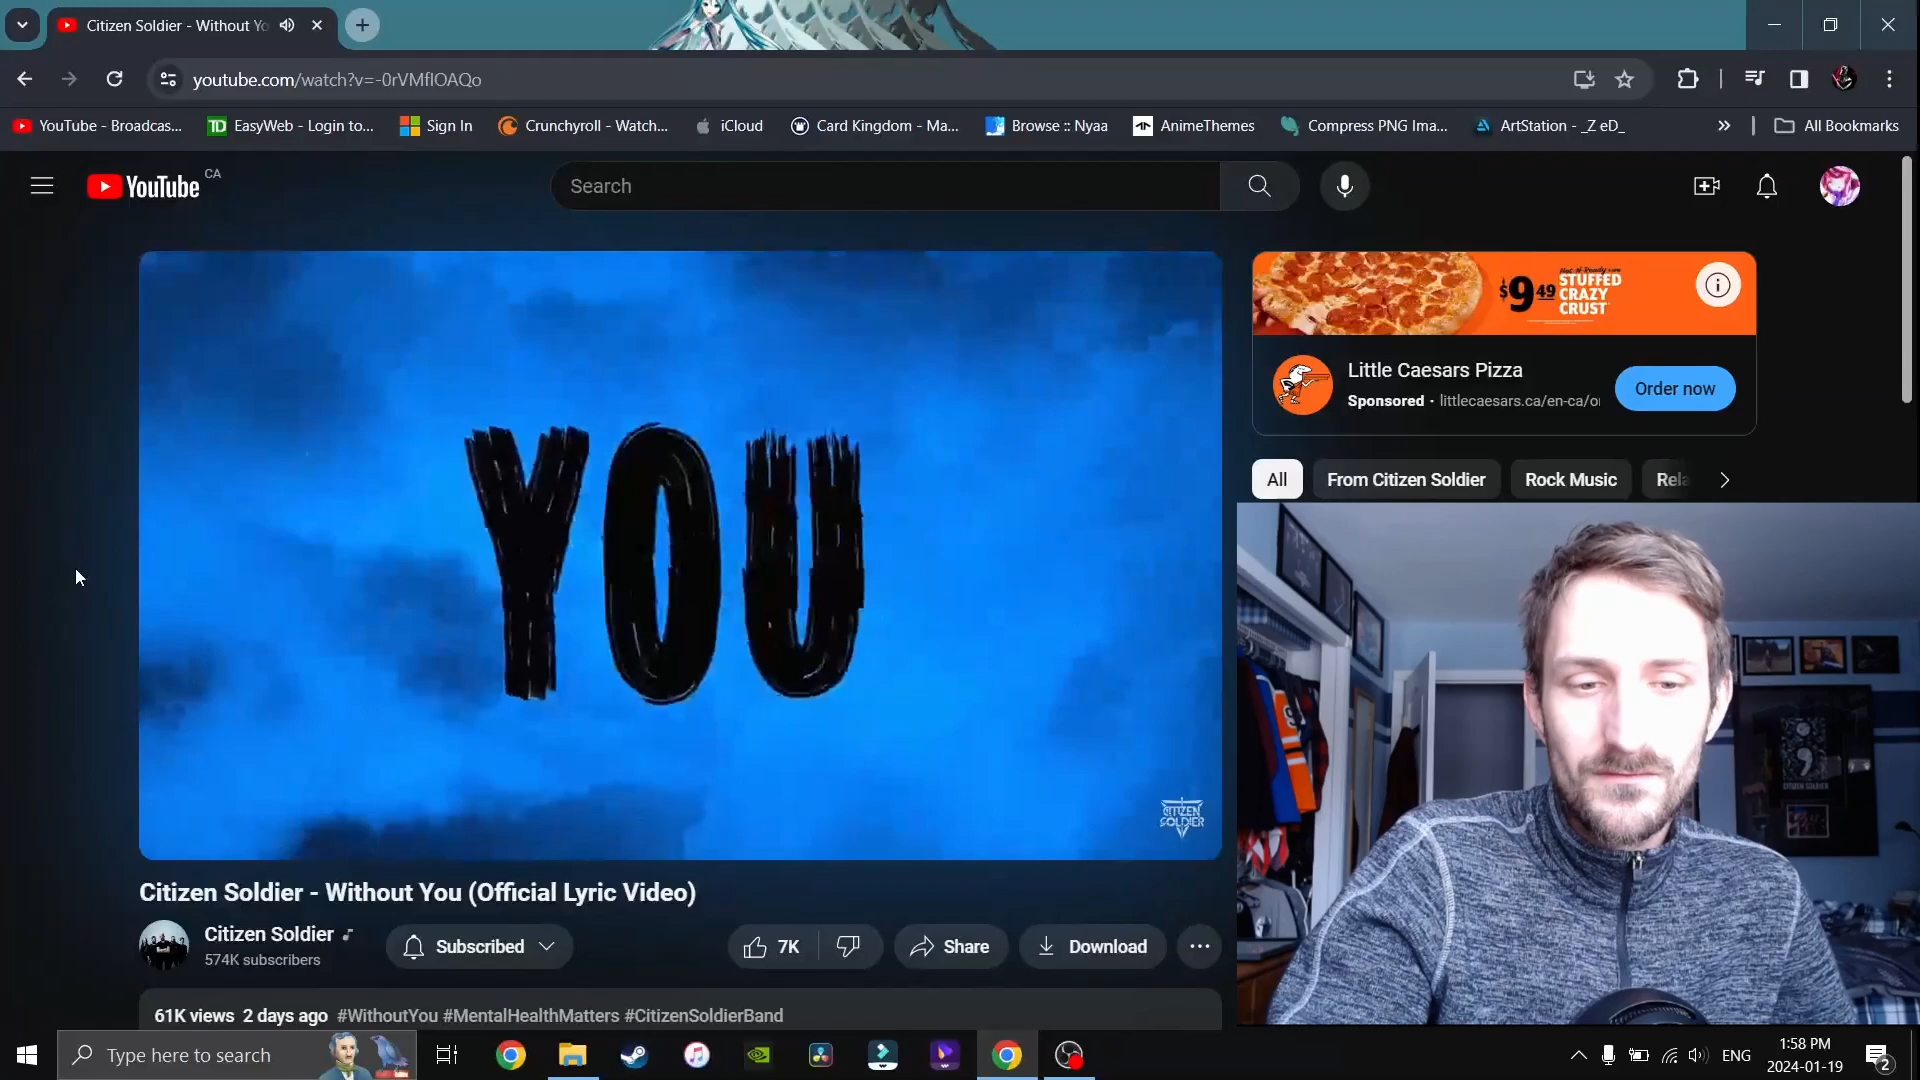 Citizen Soldier - Without Yo
youtube.com/watch?v=-0rVMfIOAQo
YouTube - Broadcas...
EasyWeb - Login to...
Sign In
Crunchyroll - Watch...
iCloud
Card Kingdom - Ma...
Browse :: Nyaa
AnimeThemes
Compress PNG Ima...
ArtStation - _Z eD_
All Bookmarks
YouTube CA
Search
YOU
CITIZEN
SOLDIER
$9 49
STUFFED
CRAZY
CRUST
Little Caesars Pizza
Sponsored · littlecaesars.ca/en-ca/o
Order now
All
From Citizen Soldier
Rock Music
Rela
Citizen Soldier - Without You (Official Lyric Video)
Citizen Soldier
574K subscribers
Subscribed
7K
Share
Download
61K views 2 days ago #WithoutYou #MentalHealthMatters #CitizenSoldierBand
CITIZEN SOLDIER
Type here to search
ENG
1:58 PM
2024-01-19
2